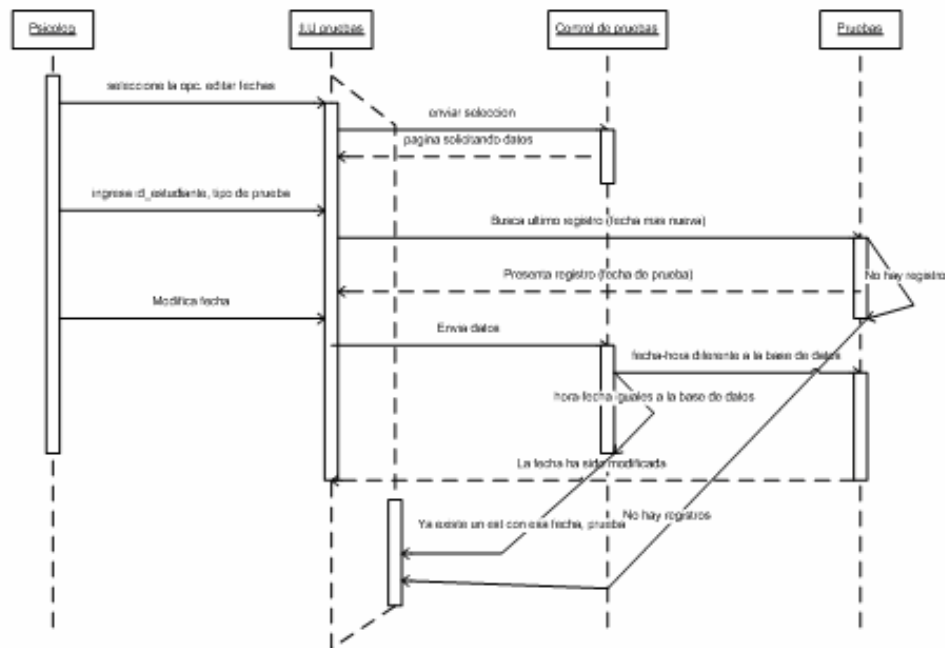 Psicolog
I.U pruebas
Control de pruebas
Pruebas
seleccione la opc. editar fechas
enviar seleccion
pagina solicitando datos
ingrese id_estudiante, tipo de prueba
Busca ultimo registro (fecha mas nueva)
No hay registro
Presenta registro (fecha de prueba)
Modifica fecha
Envia datos
fecha-hora diferente a la base de datos
hora-fecha iguales a la base de datos
La fecha ha sido modificada
Ya existe un est con esa fecha, prueba
No hay registros